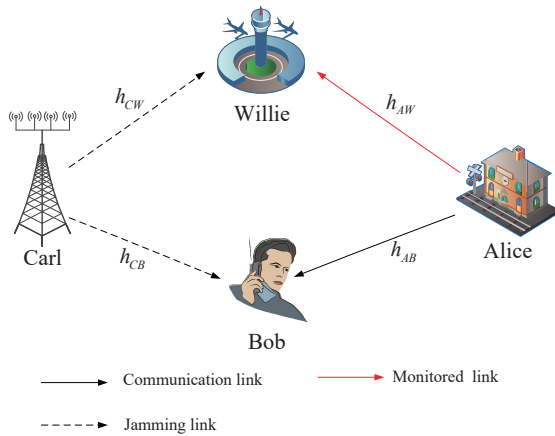 Willie
h_CW
h_AW
Carl
Alice
h_CB
h_AB
Bob
Communication link
Monitored link
Jamming link